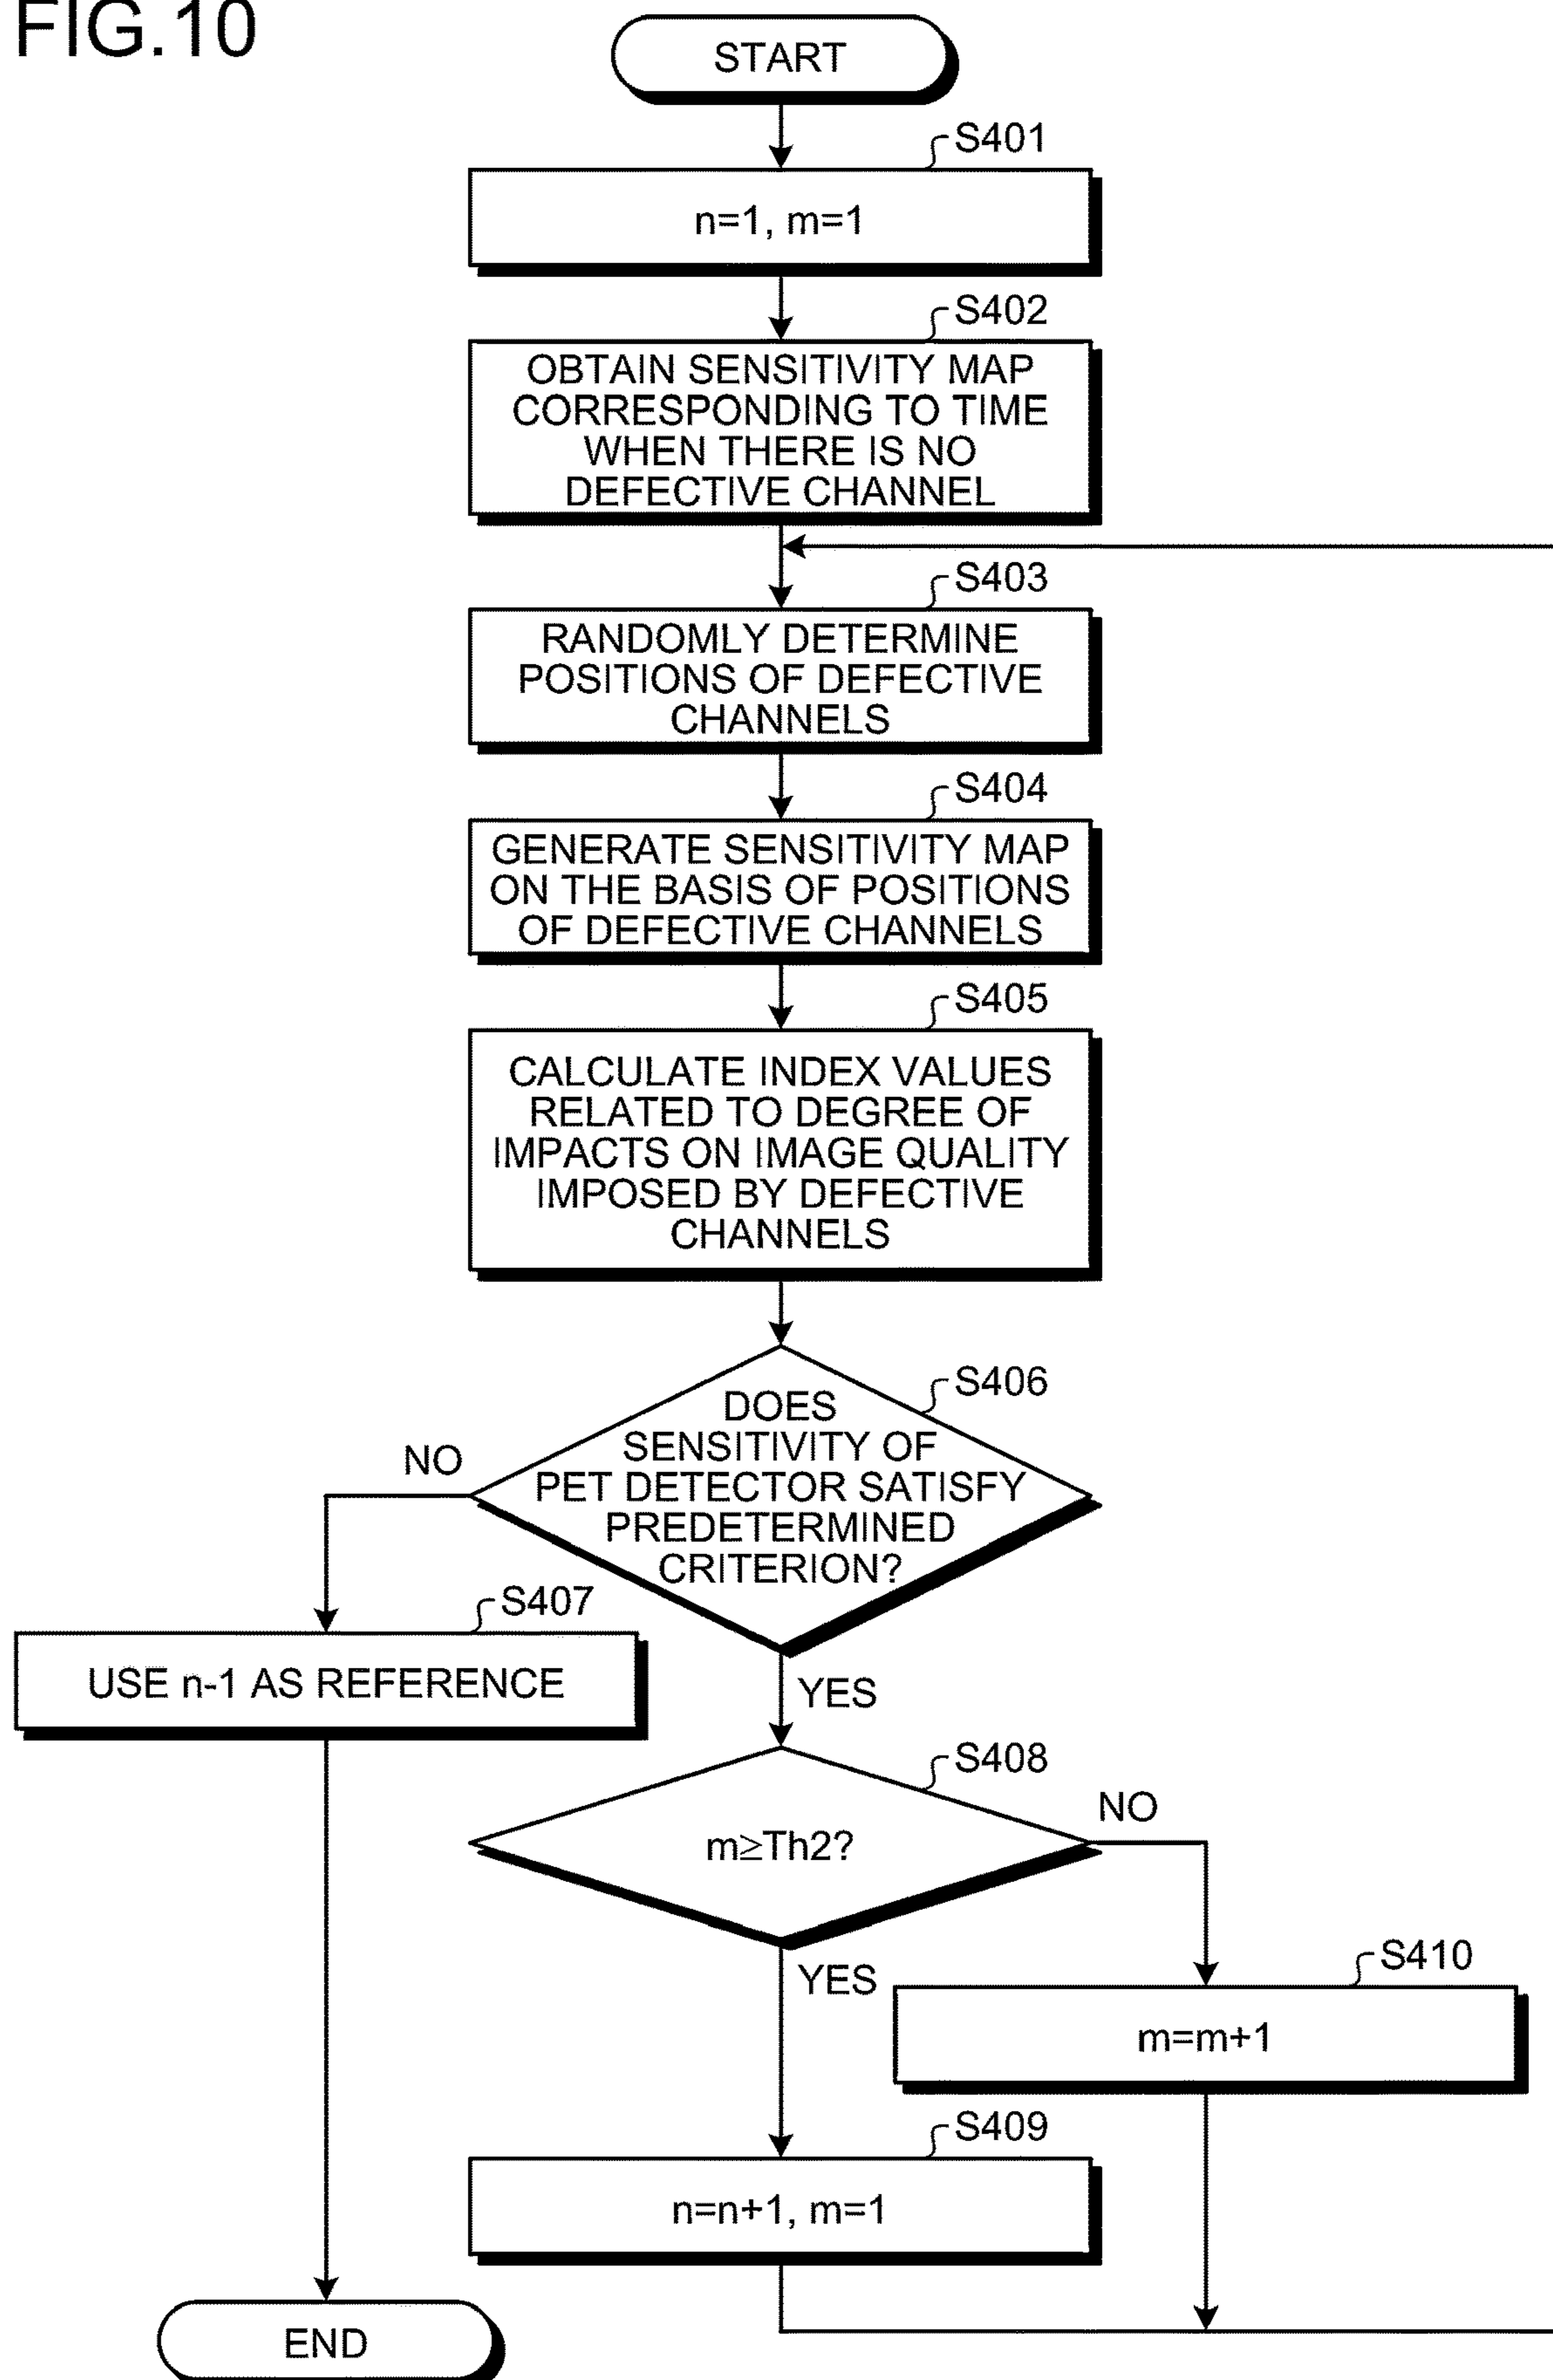 FIG.10
START
S401
n=1, m=1
S402
OBTAIN SENSITIVITY MAP
CORRESPONDING TO TIME
WHEN THERE IS NO
DEFECTIVE CHANNEL
S403
RANDOMLY DETERMINE
POSITIONS OF DEFECTIVE
CHANNELS
S404
GENERATE SENSITIVITY MAP
ON THE BASIS OF POSITIONS
OF DEFECTIVE CHANNELS
S405
CALCULATE INDEX VALUES
RELATED TO DEGREE OF
IMPACTS ON IMAGE QUALITY
IMPOSED BY DEFECTIVE
CHANNELS
S406
DOES
SENSITIVITY OF
PET DETECTOR SATISFY
PREDETERMINED
CRITERION?
NO
S407
USE n-1 AS REFERENCE
YES
S408
m≥Th2?
NO
YES
S410
m=m+1
S409
n=n+1, m=1
END